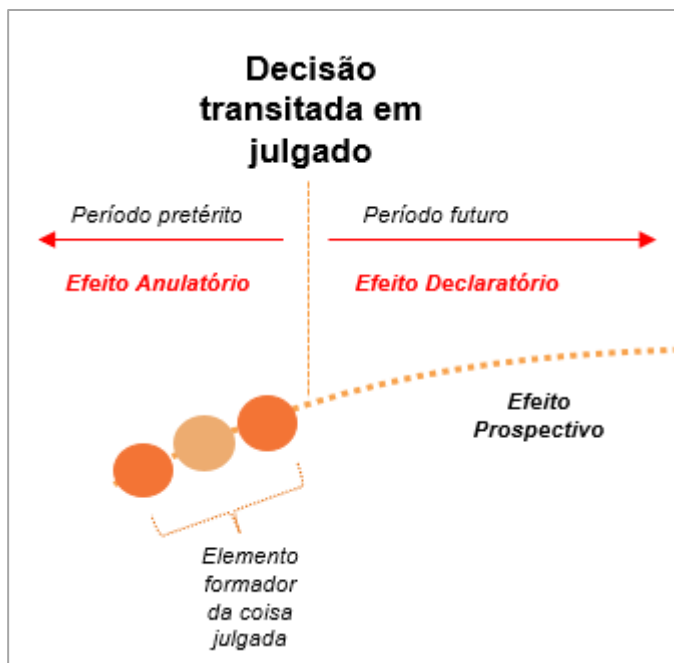 Decisão
transitada em
julgado
Período pretérito
Período futuro
Efeito Anulatório
Efeito Declaratório
Efeito
Prospectivo
Elemento
formador
da coisa
julgada